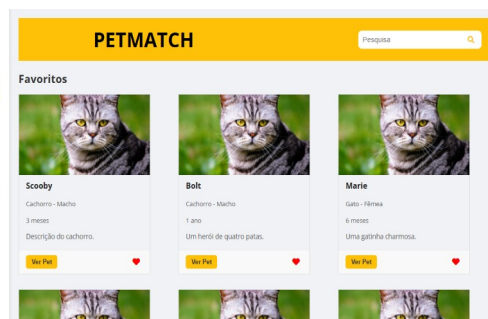 PETMATCH
Pesquisa
Favoritos
Scooby
Cachorro - Macho
3 meses
Descrição do cachorro.
Ver Pet
Bolt
Cachorro - Macho
1 ano
Um herói de quatro patas.
Ver Pet
Marie
Gato - Fêmea
6 meses
Uma gatinha charmosa.
Ver Pet